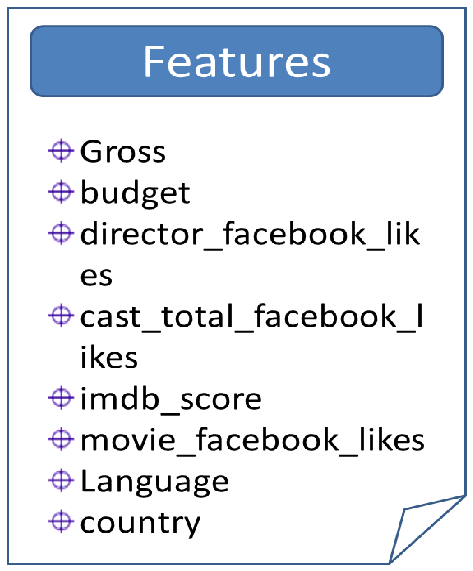 Features
Gross
budget
director_facebook_lik
es
cast_total_facebook_l
ikes
imdb_score
movie_facebook_likes
Language
country